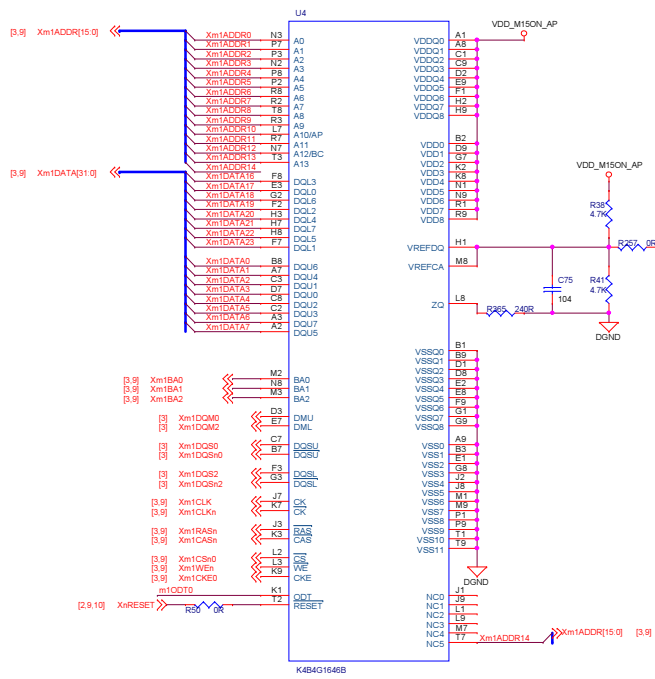 U4
VDD_M15ON_AP
[3,9] Xm1ADDR[15:0]
Xm1ADDR0 N3 A0
Xm1ADDR1 P7 A1
Xm1ADDR2 P3 A2
Xm1ADDR3 N2 A3
Xm1ADDR4 P8 A4
Xm1ADDR5 P2 A5
Xm1ADDR6 R8 A6
Xm1ADDR7 R2 A7
Xm1ADDR8 T8 A8
Xm1ADDR9 R3 A9
Xm1ADDR10 L7 A10/AP
Xm1ADDR11 R7 A11
Xm1ADDR12 N7 A12/BC
Xm1ADDR13 T3 A13
Xm1ADDR14
[3,9] Xm1DATA[31:0]
Xm1DATA16 F8 DQL3
Xm1DATA17 E3 DQL0
Xm1DATA18 G2 DQL6
Xm1DATA19 F2 DQL2
Xm1DATA20 H3 DQL4
Xm1DATA21 H7 DQL7
Xm1DATA22 H8 DQL5
Xm1DATA23 F7 DQL1
Xm1DATA0 B8 DQU6
Xm1DATA1 A7 DQU4
Xm1DATA2 C3 DQU1
Xm1DATA3 D7 DQU0
Xm1DATA4 C8 DQU2
Xm1DATA5 C2 DQU3
Xm1DATA6 A3 DQU7
Xm1DATA7 A2 DQU5
[3,9] Xm1BA0 M2 BA0
[3,9] Xm1BA1 N8 BA1
[3,9] Xm1BA2 M3 BA2
[3] Xm1DQM0 D3 DMU
[3] Xm1DQM2 E7 DML
[3] Xm1DQS0 C7 DQSU
[3] Xm1DQSn0 B7 DQSU
[3] Xm1DQS2 F3 DQSL
[3] Xm1DQSn2 G3 DQSL
[3,9] Xm1CLK J7 CK
[3,9] Xm1CLKn K7 CK
[3,9] Xm1RASn J3 RAS
[3,9] Xm1CASn K3 CAS
[3,9] Xm1CSn0 L2 CS
[3,9] Xm1WEn L3 WE
[3,9] Xm1CKE0 K9 CKE
m1ODT0 K1 ODT
[2,9,10] XnRESET R50 0R T2 RESET
VDDQ0 A1
VDDQ1 A8
VDDQ2 C1
VDDQ3 C9
VDDQ4 D2
VDDQ5 E9
VDDQ6 F1
VDDQ7 H2
VDDQ8 H9
VDD0 B2
VDD1 D9
VDD2 G7
VDD3 K2
VDD4 K8
VDD5 N1
VDD6 N9
VDD7 R1
VDD8 R9
VDD_M15ON_AP
R38
4.7K
VREFDQ H1
R257 0R
VREFCA M8
C75
104
R41
4.7K
ZQ L8
R265 240R
DGND
VSSQ0 B1
VSSQ1 B9
VSSQ2 D1
VSSQ3 D8
VSSQ4 E2
VSSQ5 E8
VSSQ6 F9
VSSQ7 G1
VSSQ8 G9
VSS0 A9
VSS1 B3
VSS2 E1
VSS3 G8
VSS4 J2
VSS5 J8
VSS6 M1
VSS7 M9
VSS8 P1
VSS9 P9
VSS10 T1
VSS11 T9
DGND
NC0 J1
NC1 J9
NC2 L1
NC3 L9
NC4 M7
NC5 T7
Xm1ADDR14
Xm1ADDR[15:0] [3,9]
K4B4G1646B